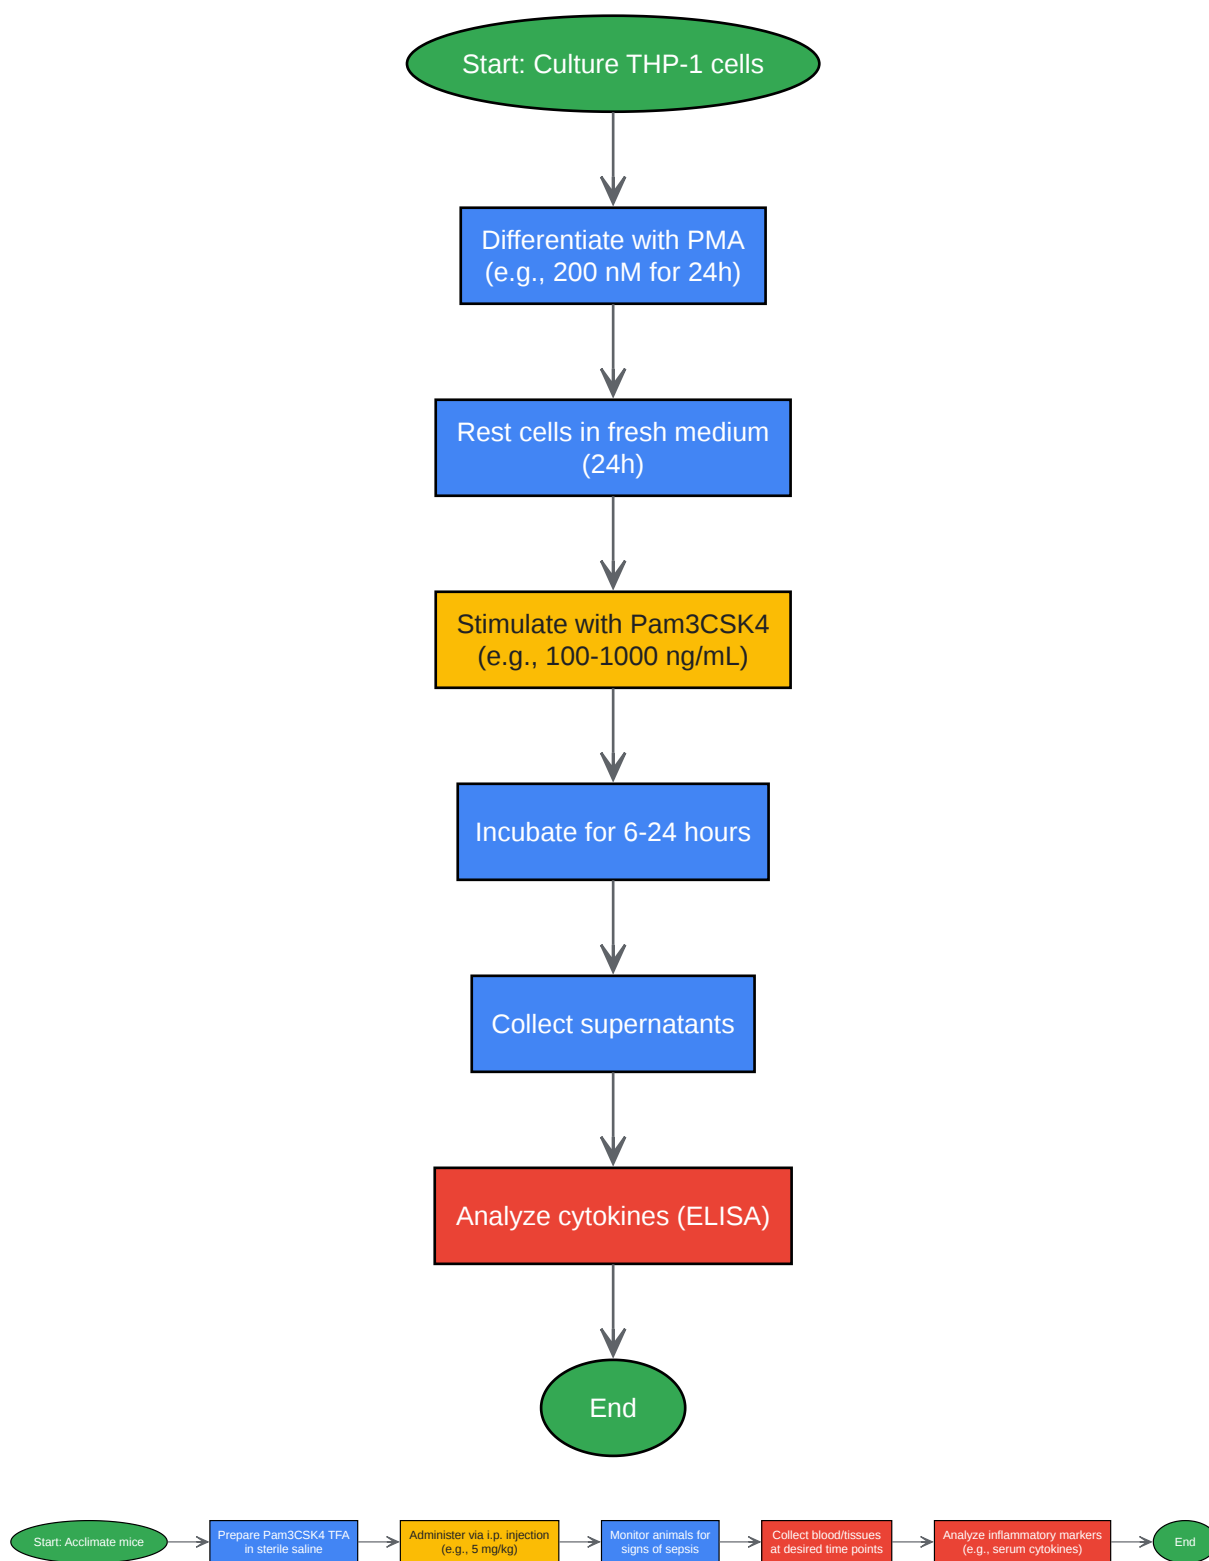 Start: Culture THP-1 cells
Differentiate with PMA
(e.g., 200 nM for 24h)
Rest cells in fresh medium
(24h)
Stimulate with Pam3CSK4
(e.g., 100-1000 ng/mL)
Incubate for 6-24 hours
Collect supernatants
Analyze cytokines (ELISA)
End
Start: Acclimate mice
Prepare Pam3CSK4 TFA
in sterile saline
Administer via i.p. injection
(e.g., 5 mg/kg)
Monitor animals for
signs of sepsis
Collect blood/tissues
at desired time points
Analyze inflammatory markers
(e.g., serum cytokines)
End